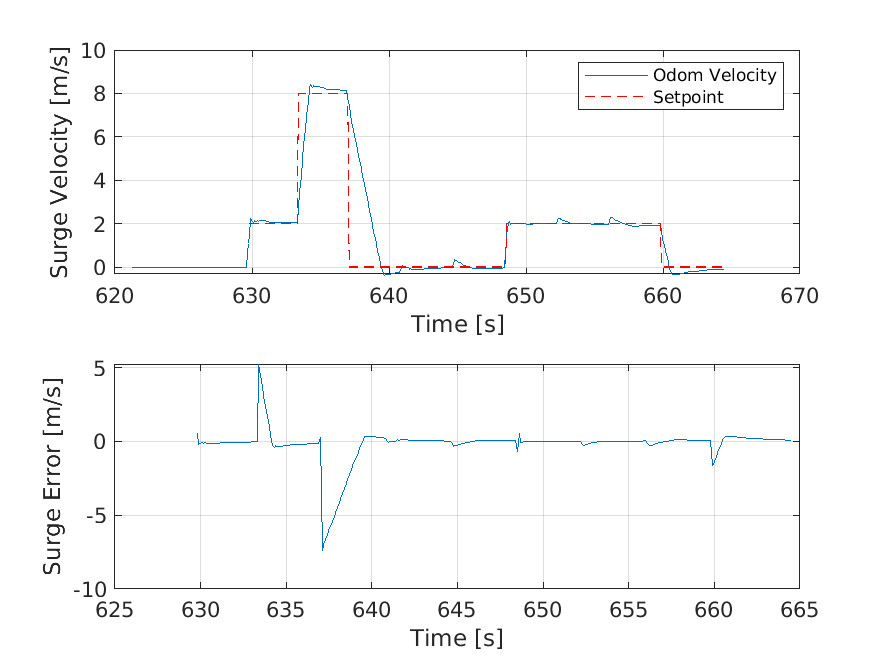 Surge Velocity [m/s]
10
8
6
4
2
0
Odom Velocity
Setpoint
620 630 640 650 660 670
Time [s]
Surge Error [m/s]
5
0
-5
-10
625 630 635 640 645 650 655 660 665
Time [s]